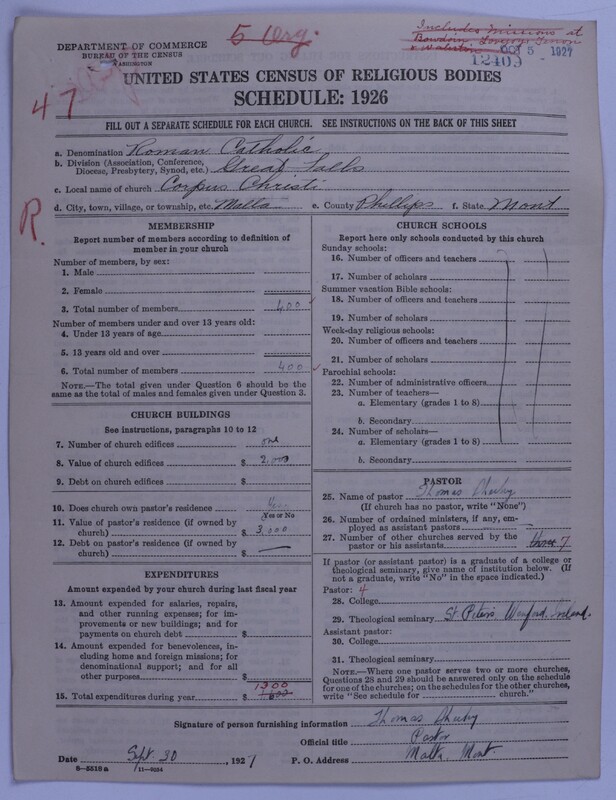 5 Org.
Includes missions at
Bowdoin,
OCT 5 1927
12409
DEPARTMENT OF COMMERCE
BUREAU OF THE CENSUS
WASHINGTON
UNITED STATES CENSUS OF RELIGIOUS BODIES
SCHEDULE: 1926
47
FILL OUT A SEPARATE SCHEDULE FOR EACH CHURCH. SEE INSTRUCTIONS ON THE BACK OF THIS SHEET
a. Denomination Roman Catholic
b. Division (Association, Conference, Diocese, Presbytery, Synod, etc.) Great Falls
c. Local name of church Corpus Christi
d. City, town, village, or township, etc. Malta e. County Phillips f. State Mont
R.
MEMBERSHIP
Report number of members according to definition of
member in your church
Number of members, by sex:
1. Male
2. Female
3. Total number of members 400
Number of members under and over 13 years old:
4. Under 13 years of age
5. 13 years old and over
6. Total number of members 400
NOTE.—The total given under Question 6 should be
the same as the total of males and females given under Question 3.
CHURCH BUILDINGS
See instructions, paragraphs 10 to 12
7. Number of church edifices one
8. Value of church edifices $ 2,000
9. Debt on church edifices $
10. Does church own pastor's residence Yes
Yes or No
11. Value of pastor's residence (if owned by
church) $ 3,000
12. Debt on pastor's residence (if owned by
church) $ —
EXPENDITURES
Amount expended by your church during last fiscal year
13. Amount expended for salaries, repairs,
and other running expenses; for im-
provements or new buildings; and for
payments on church debt $
14. Amount expended for benevolences, in-
cluding home and foreign missions; for
denominational support; and for all
other purposes $
1300
15. Total expenditures during year $
CHURCH SCHOOLS
Report here only schools conducted by this church
Sunday schools:
16. Number of officers and teachers
17. Number of scholars
Summer vacation Bible schools:
18. Number of officers and teachers
19. Number of scholars
Week-day religious schools:
20. Number of officers and teachers
21. Number of scholars
Parochial schools:
22. Number of administrative officers
23. Number of teachers—
a. Elementary (grades 1 to 8)
b. Secondary
24. Number of scholars—
a. Elementary (grades 1 to 8)
b. Secondary
PASTOR
25. Name of pastor Thomas
(If church has no pastor, write "None")
26. Number of ordained ministers, if any, em-
ployed as assistant pastors
27. Number of other churches served by the
pastor or his assistants three 7
If pastor (or assistant pastor) is a graduate of a college or
theological seminary, give name of institution below. (If
not a graduate, write "No" in the space indicated.)
Pastor: 4
28. College
29. Theological seminary St. Peter's Wexford, Ireland.
Assistant pastor:
30. College
31. Theological seminary
NOTE.—Where one pastor serves two or more churches,
Questions 28 and 29 should be answered only on the schedule
for one of the churches; on the schedules for the other churches,
write "See schedule for ------ church."
Signature of person furnishing information Thomas
Official title Pastor
Date Sept 30, 1927 P. O. Address Malta, Mont.
6—5518 a 11—9234